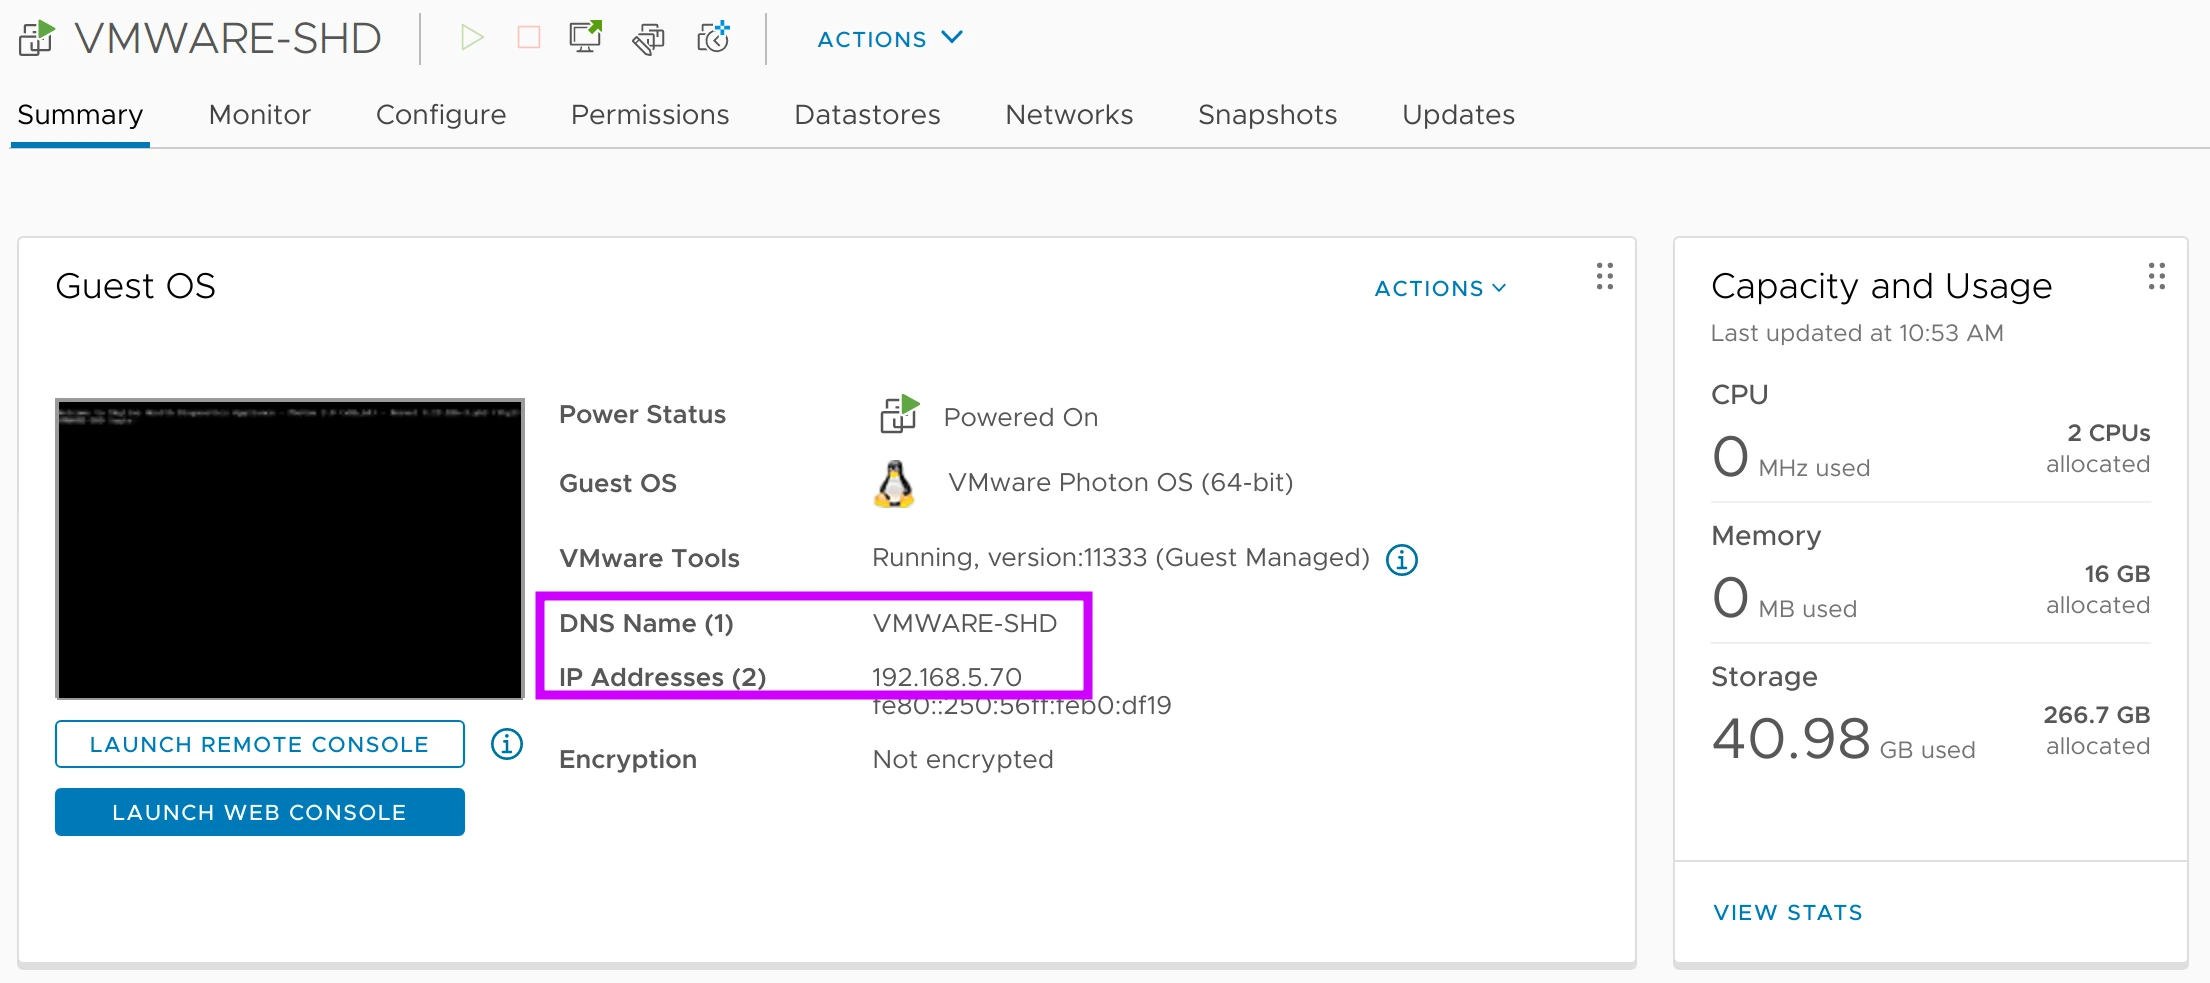 VMWARE-SHD
ACTIONS
Summary Monitor Configure Permissions Datastores Networks Snapshots Updates
Guest OS
ACTIONS
Power Status Powered On
Guest OS VMware Photon OS (64-bit)
VMware Tools Running, version:11333 (Guest Managed)
DNS Name (1) VMWARE-SHD
IP Addresses (2) 192.168.5.70
fe80::250:56ff:feb0:df19
Encryption Not encrypted
LAUNCH REMOTE CONSOLE
LAUNCH WEB CONSOLE
Capacity and Usage
Last updated at 10:53 AM
CPU
0 MHz used
2 CPUs
allocated
Memory
0 MB used
16 GB
allocated
Storage
40.98 GB used
266.7 GB
allocated
VIEW STATS